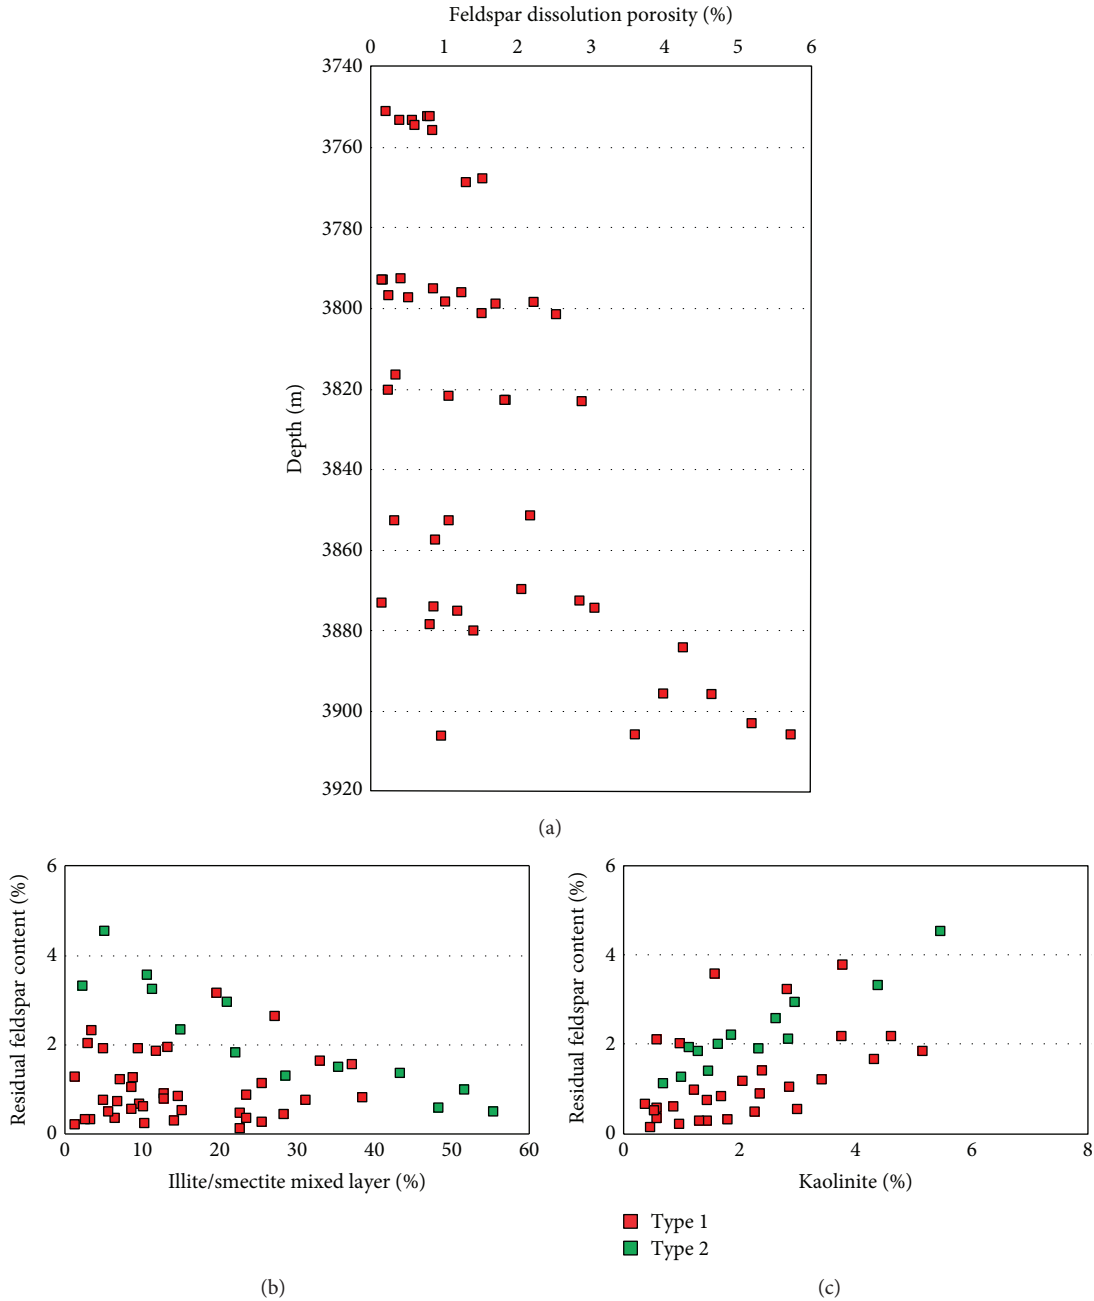 Feldspar dissolution porosity (%)
0 1 2 3 4 5 6
3740
3760
3780
3800
3820
3840
3860
3880
3900
3920
Depth (m)
(a)
Residual feldspar content (%)
6
4
2
0
0 10 20 30 40 50 60
Illite/smectite mixed layer (%)
(b)
Residual feldspar content (%)
6
4
2
0
0 2 4 6 8
Kaolinite (%)
Type 1
Type 2
(c)